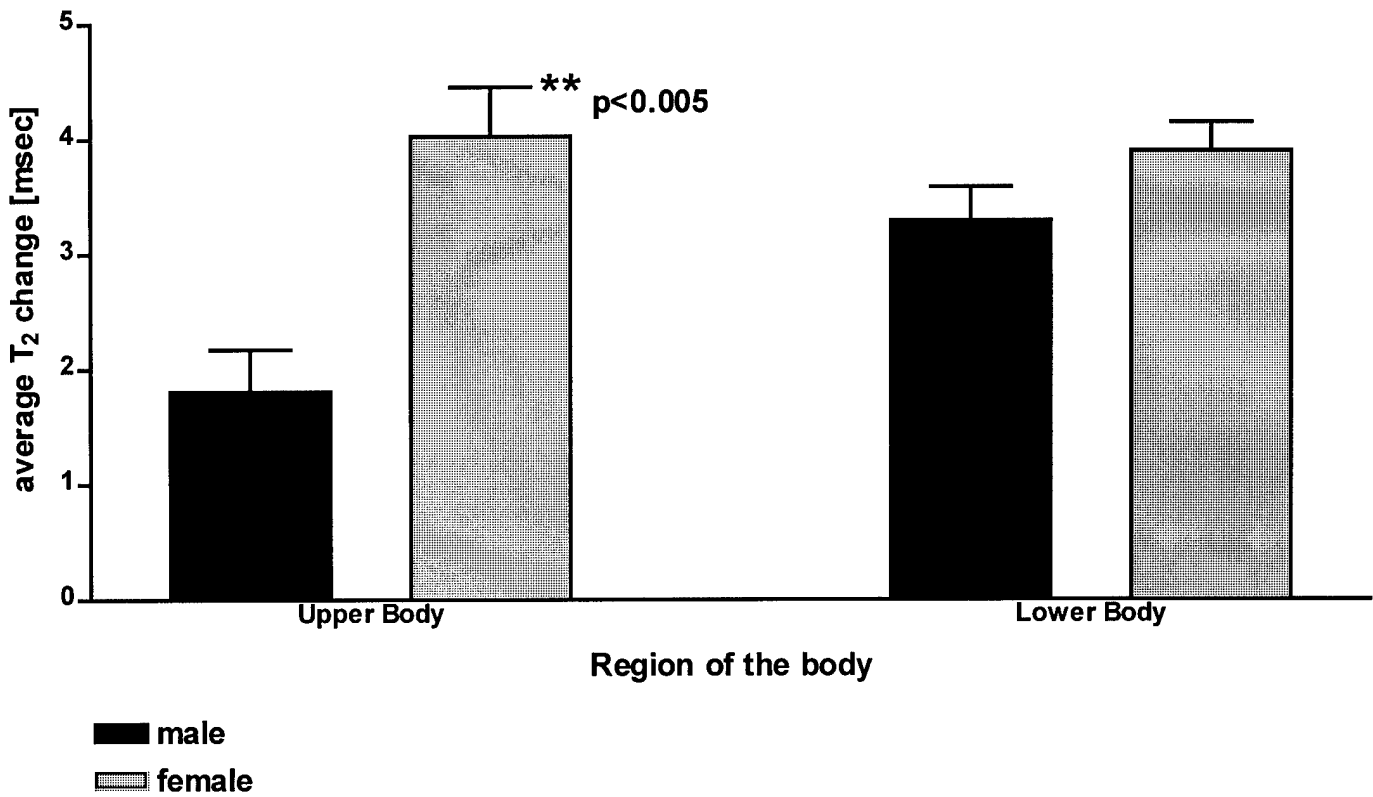 5
** p<0.005
4
3
2
1
0
average T2 change [msec]
Upper Body Lower Body
Region of the body
male
female